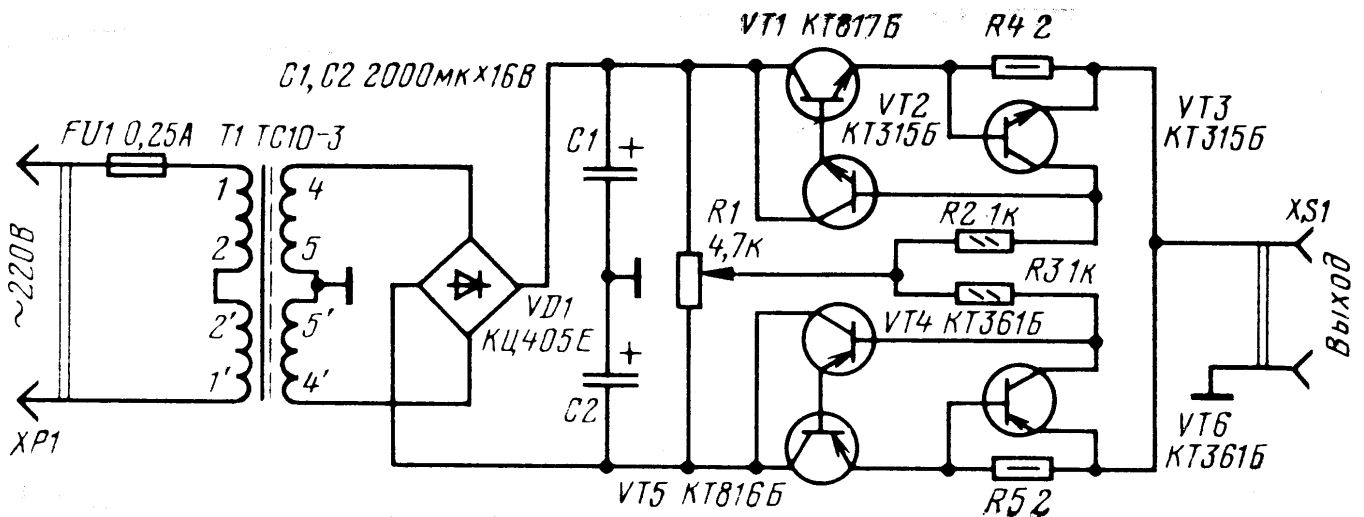 VT1 КТ817Б
R4 2
C1, C2 2000мк×16В
VT2
КТ315Б
VT3
КТ315Б
FU1 0,25А
T1 ТС10-3
C1
+
1
4
2
5
2'
5'
1'
4'
~220В
R1
4,7к
R2 1к
R3 1к
XS1
Выход
VD1
КЦ405Е
+
C2
VT4 КТ361Б
XP1
VT6
КТ361Б
VT5 КТ816Б
R5 2